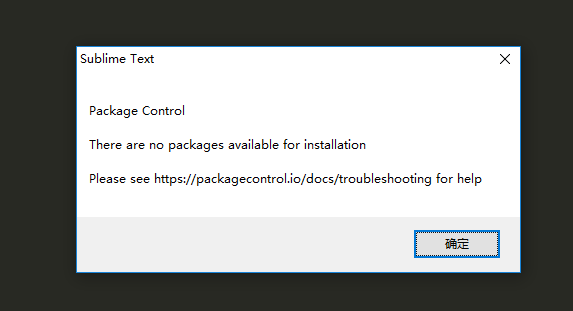 Sublime Text
Package Control
There are no packages available for installation
Please see https://packagecontrol.io/docs/troubleshooting for help
确定